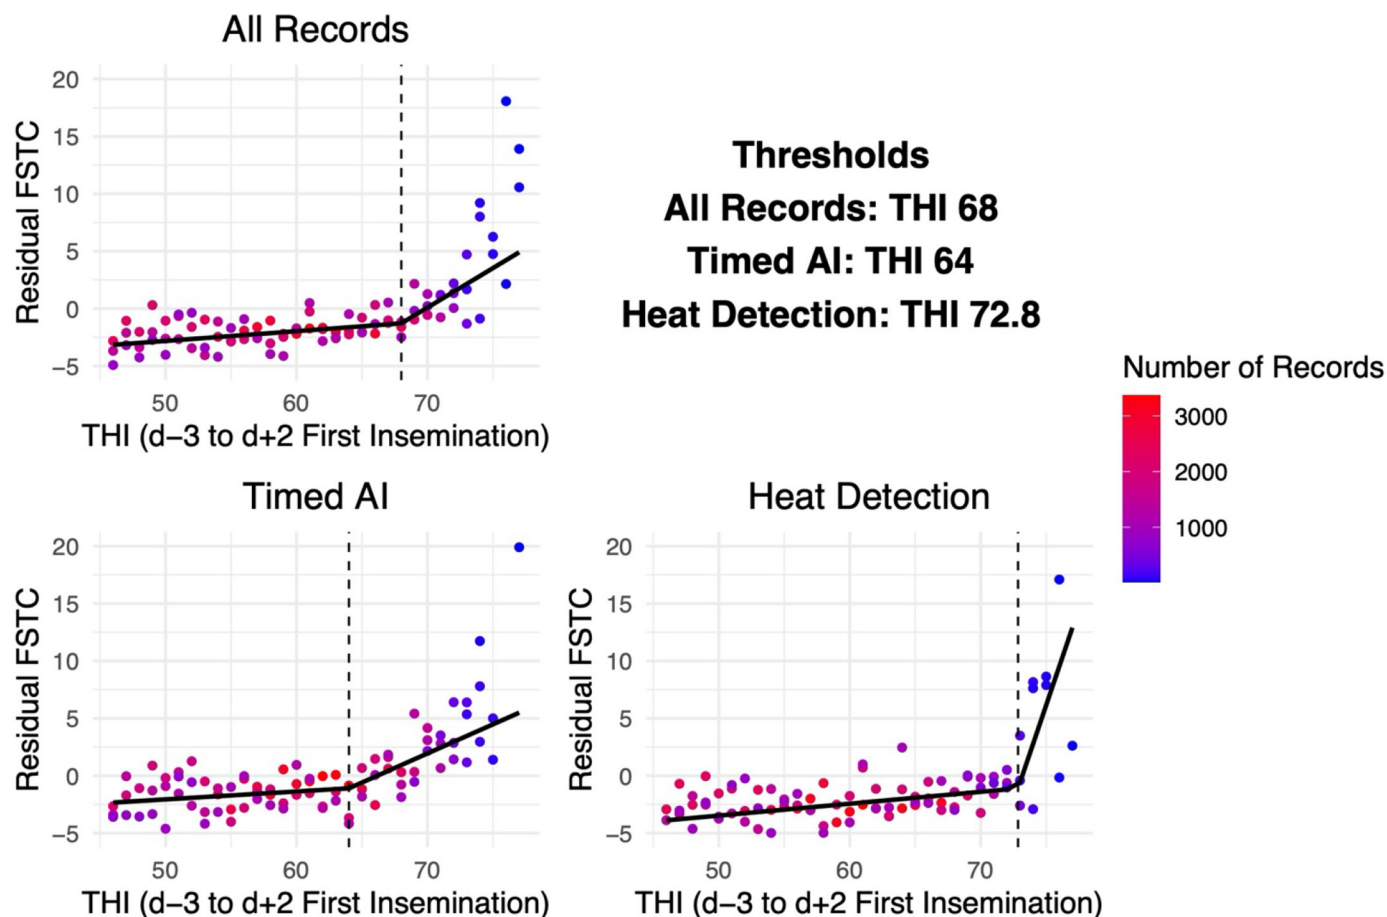 All Records
20
15
10
5
0
−5
Residual FSTC
50 60 70
THI (d−3 to d+2 First Insemination)
Thresholds
All Records: THI 68
Timed AI: THI 64
Heat Detection: THI 72.8
Number of Records
3000
2000
1000
Timed AI
20
15
10
5
0
−5
Residual FSTC
50 60 70
THI (d−3 to d+2 First Insemination)
Heat Detection
20
15
10
5
0
−5
Residual FSTC
50 60 70
THI (d−3 to d+2 First Insemination)